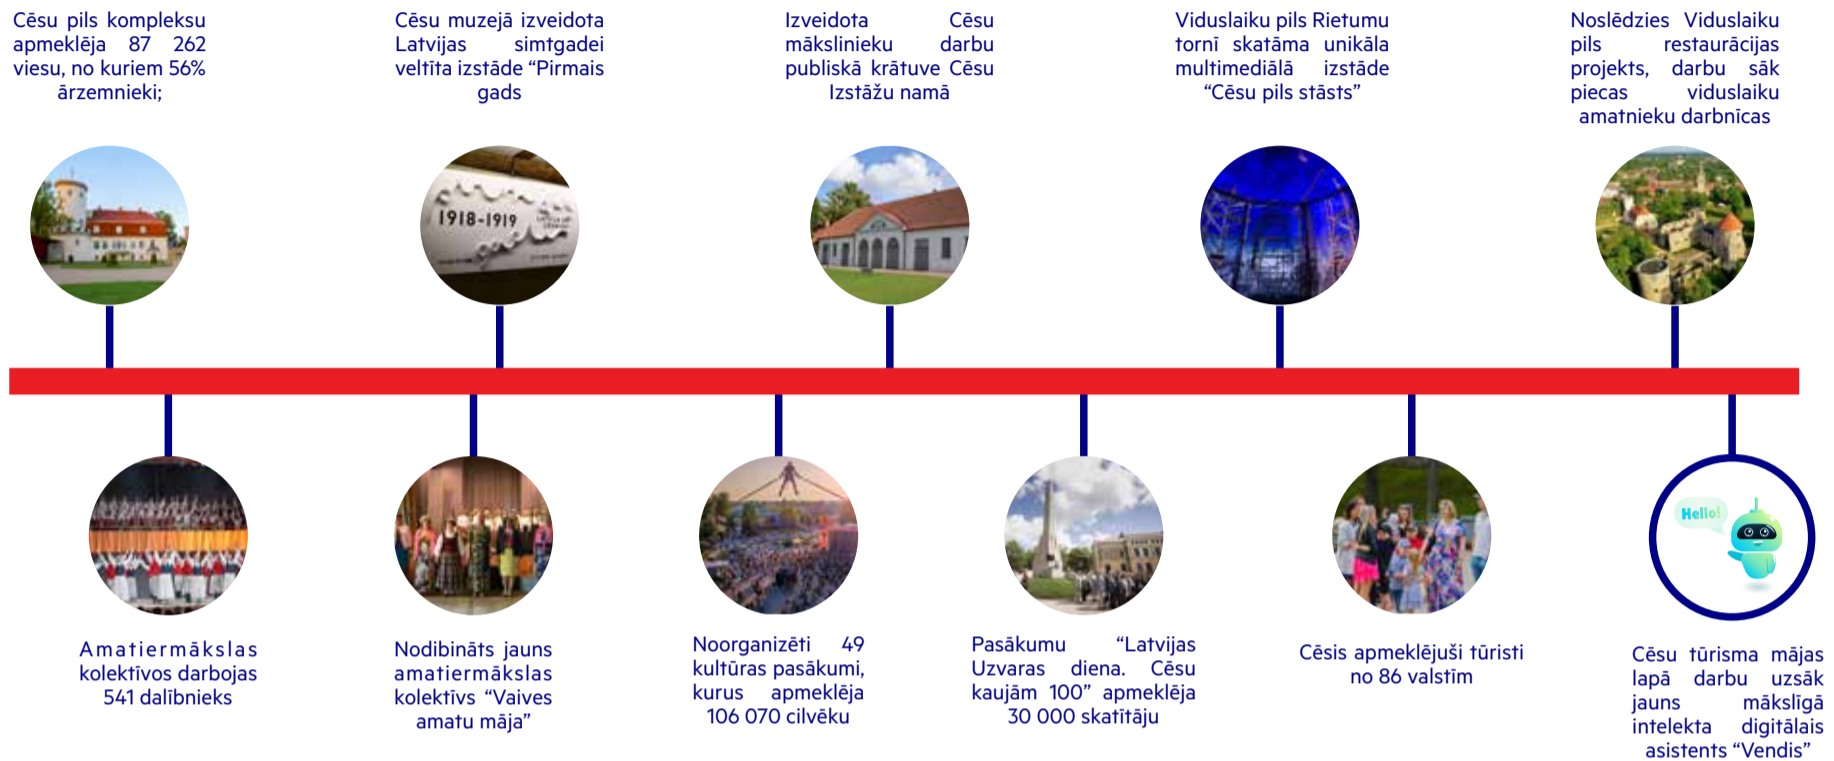 Cēsu pils kompleksu
apmeklēja 87 262
viesu, no kuriem 56%
ārzemnieki;
Cēsu muzejā izveidota
Latvijas simtgadei
veltīta izstāde “Pirmais
gads
Izveidota Cēsu
mākslinieku darbu
publiskā krātuve Cēsu
Izstāžu namā
Viduslaiku pils Rietumu
tornī skatāma unikāla
multimediālā izstāde
“Cēsu pils stāsts”
Noslēdzies Viduslaiku
pils restaurācijas
projekts, darbu sāk
piecas viduslaiku
amatnieku darbnīcas
1918-1919
Hello!
Amatiermākslas
kolektīvos darbojas
541 dalībnieks
Nodibināts jauns
amatiermākslas
kolektīvs “Vaives
amatu māja”
Noorganizēti 49
kultūras pasākumi,
kurus apmeklēja
106 070 cilvēku
Pasākumu “Latvijas
Uzvaras diena. Cēsu
kaujām 100” apmeklēja
30 000 skatītāju
Cēsis apmeklējuši tūristi
no 86 valstīm
Cēsu tūrisma mājas
lapā darbu uzsāk
jauns mākslīgā
intelekta digitālais
asistents “Vendis”